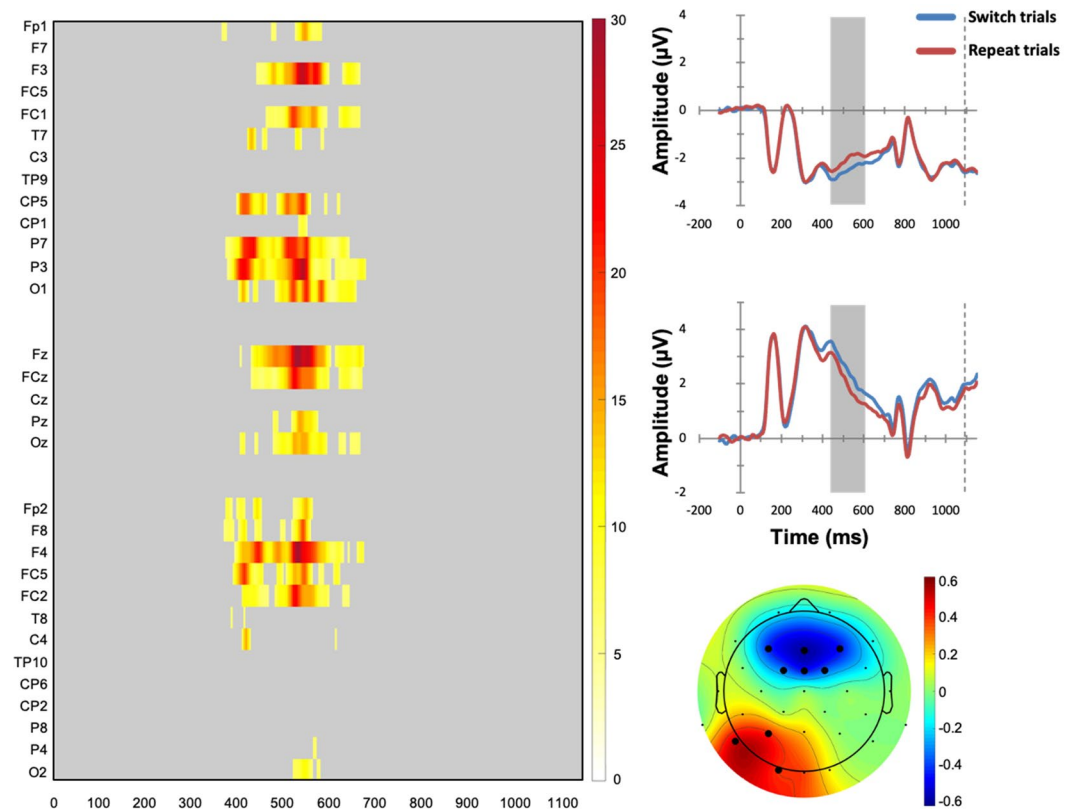 Fp1
F7
F3
FC5
FC1
T7
C3
TP9
CP5
CP1
P7
P3
O1
Fz
FCz
Cz
Pz
Oz
Fp2
F8
F4
FC5
FC2
T8
C4
TP10
CP6
CP2
P8
P4
O2
0 100 200 300 400 500 600 700 800 900 1000 1100
30
25
20
15
10
5
0
Switch trials
Repeat trials
Amplitude (µV)
4
2
0
-2
-4
-200 0 200 400 600 800 1000
Amplitude (µV)
4
2
0
-2
-200 0 200 400 600 800 1000
Time (ms)
0.6
0.4
0.2
0
-0.2
-0.4
-0.6